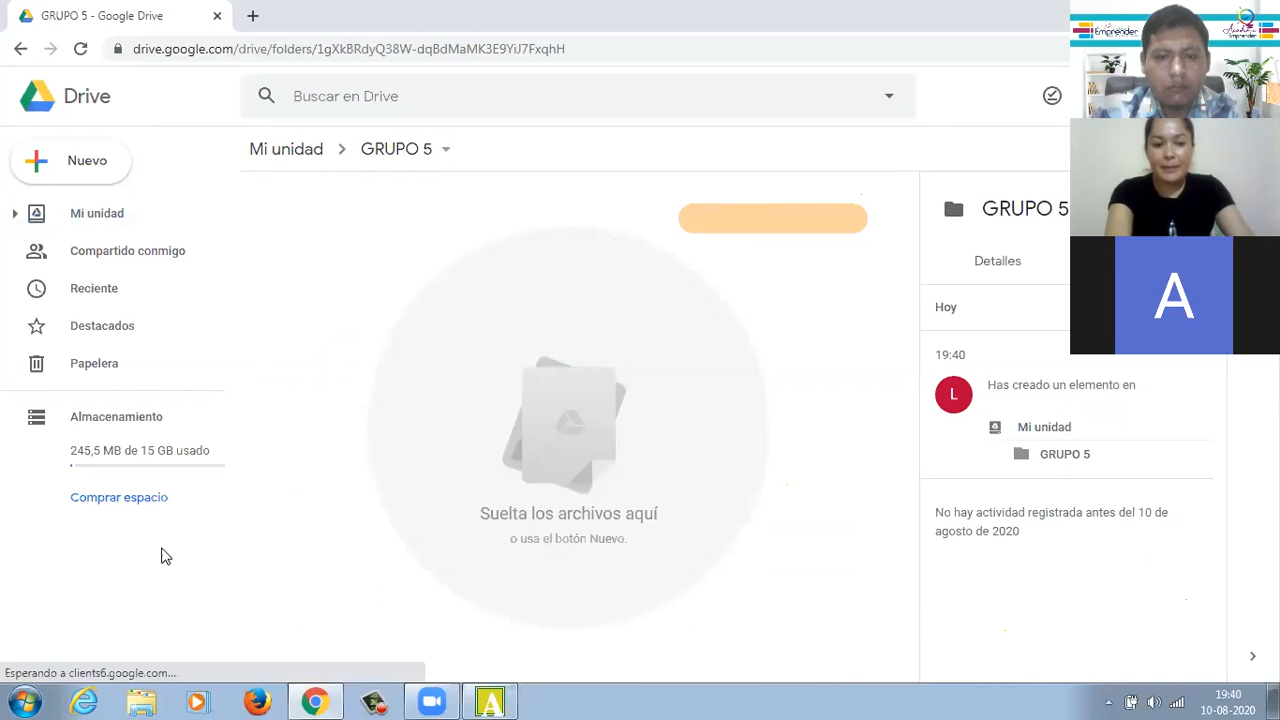 GRUPO 5 - Google Drive
drive.google.com/drive/folders/
Drive
Buscar en Drive
Nuevo
Mi unidad
GRUPO 5
Mi unidad
Compartido conmigo
Reciente
Destacados
Papelera
Almacenamiento
245,5 MB de 15 GB usado
Comprar espacio
Suelta los archivos aquí
o usa el botón Nuevo.
GRUPO 5
Detalles
Hoy
19:40
L
Has creado un elemento en
Mi unidad
GRUPO 5
No hay actividad registrada antes del 10 de
agosto de 2020
Emprender
Emprender
A
Esperando a clients6.google.com...
A
19:40
10-08-2020